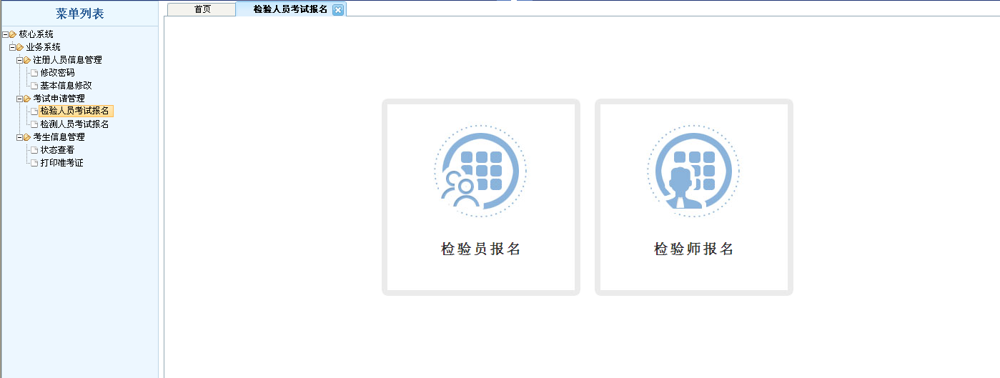 菜单列表
首页
检验人员考试报名
核心系统
业务系统
注册人员信息管理
修改密码
基本信息修改
考试申请管理
检验人员考试报名
检测人员考试报名
考生信息管理
状态查看
打印准考证
检验员报名
检验师报名